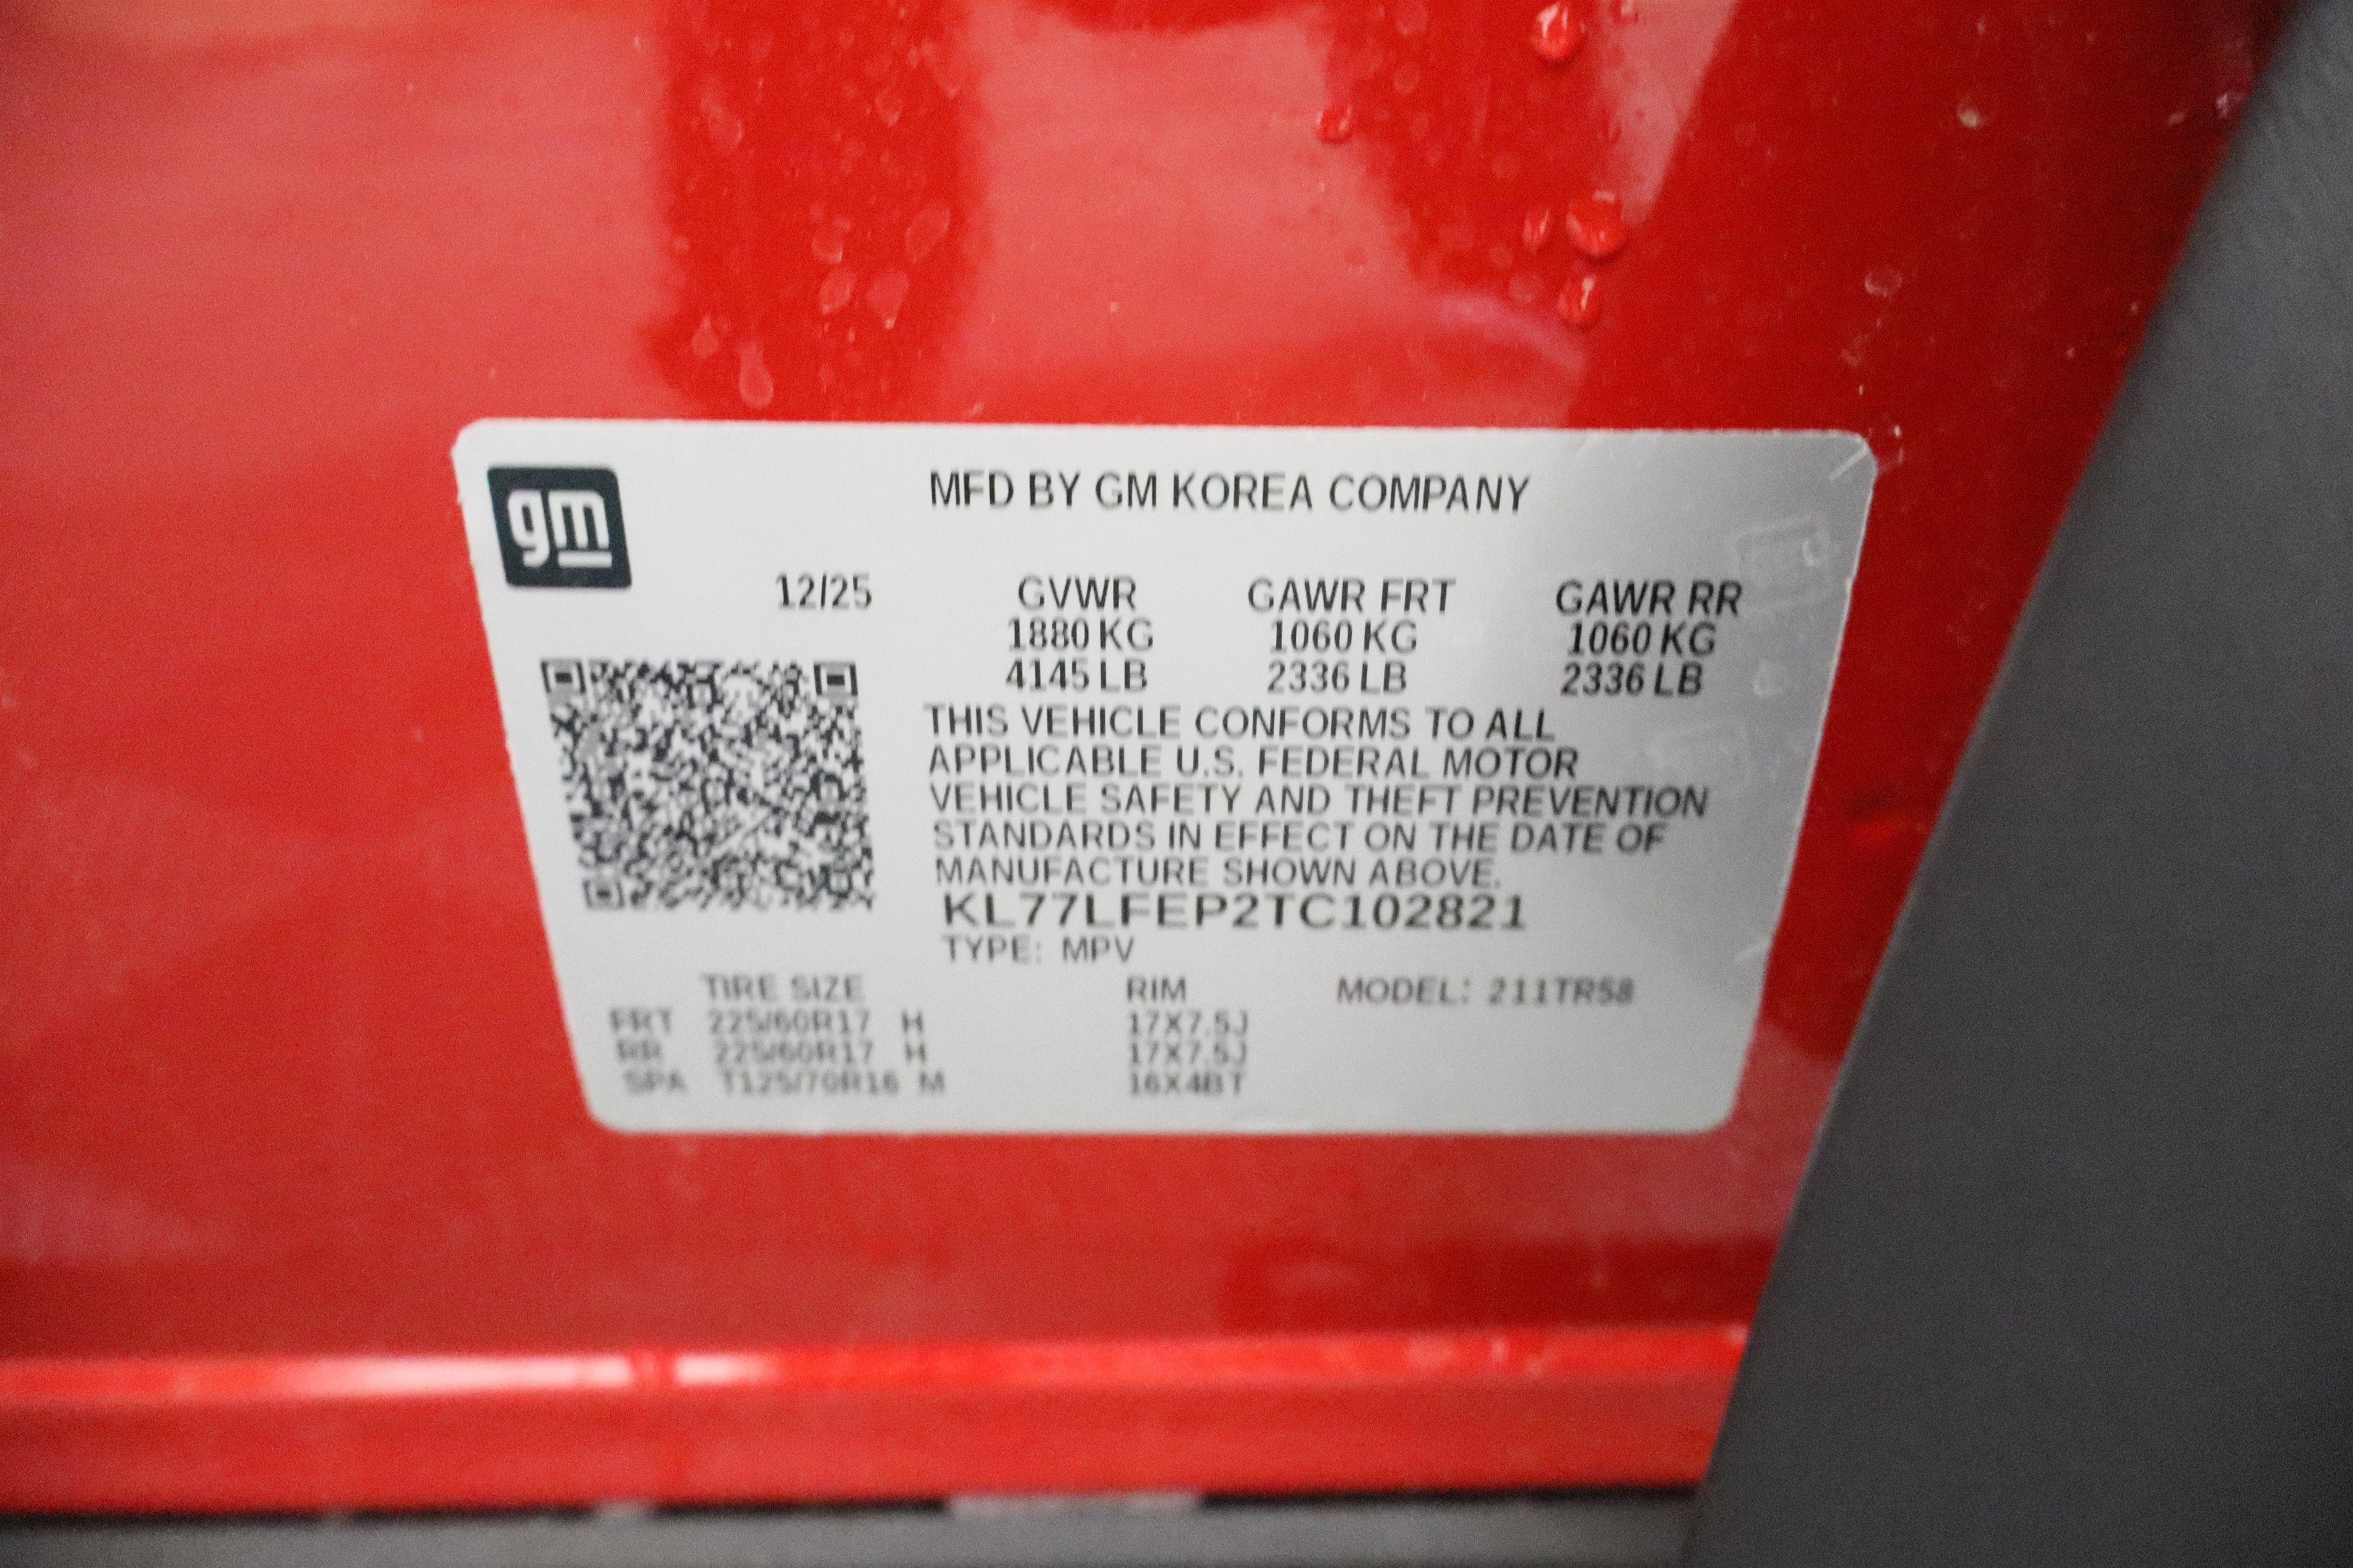 gm
MFD BY GM KOREA COMPANY
12/25 GVWR GAWR FRT GAWR RR
1880 KG 1060 KG 1060 KG
4145 LB 2336 LB 2336 LB
THIS VEHICLE CONFORMS TO ALL
APPLICABLE U.S. FEDERAL MOTOR
VEHICLE SAFETY AND THEFT PREVENTION
STANDARDS IN EFFECT ON THE DATE OF
MANUFACTURE SHOWN ABOVE.
KL77LFEP2TC102821
TYPE: MPV
TIRE SIZE RIM MODEL: 211TR58
FRT 225/60R17 H 17X7.5J
RR 225/60R17 H 17X7.5J
SPA T125/70R16 M 16X4BT